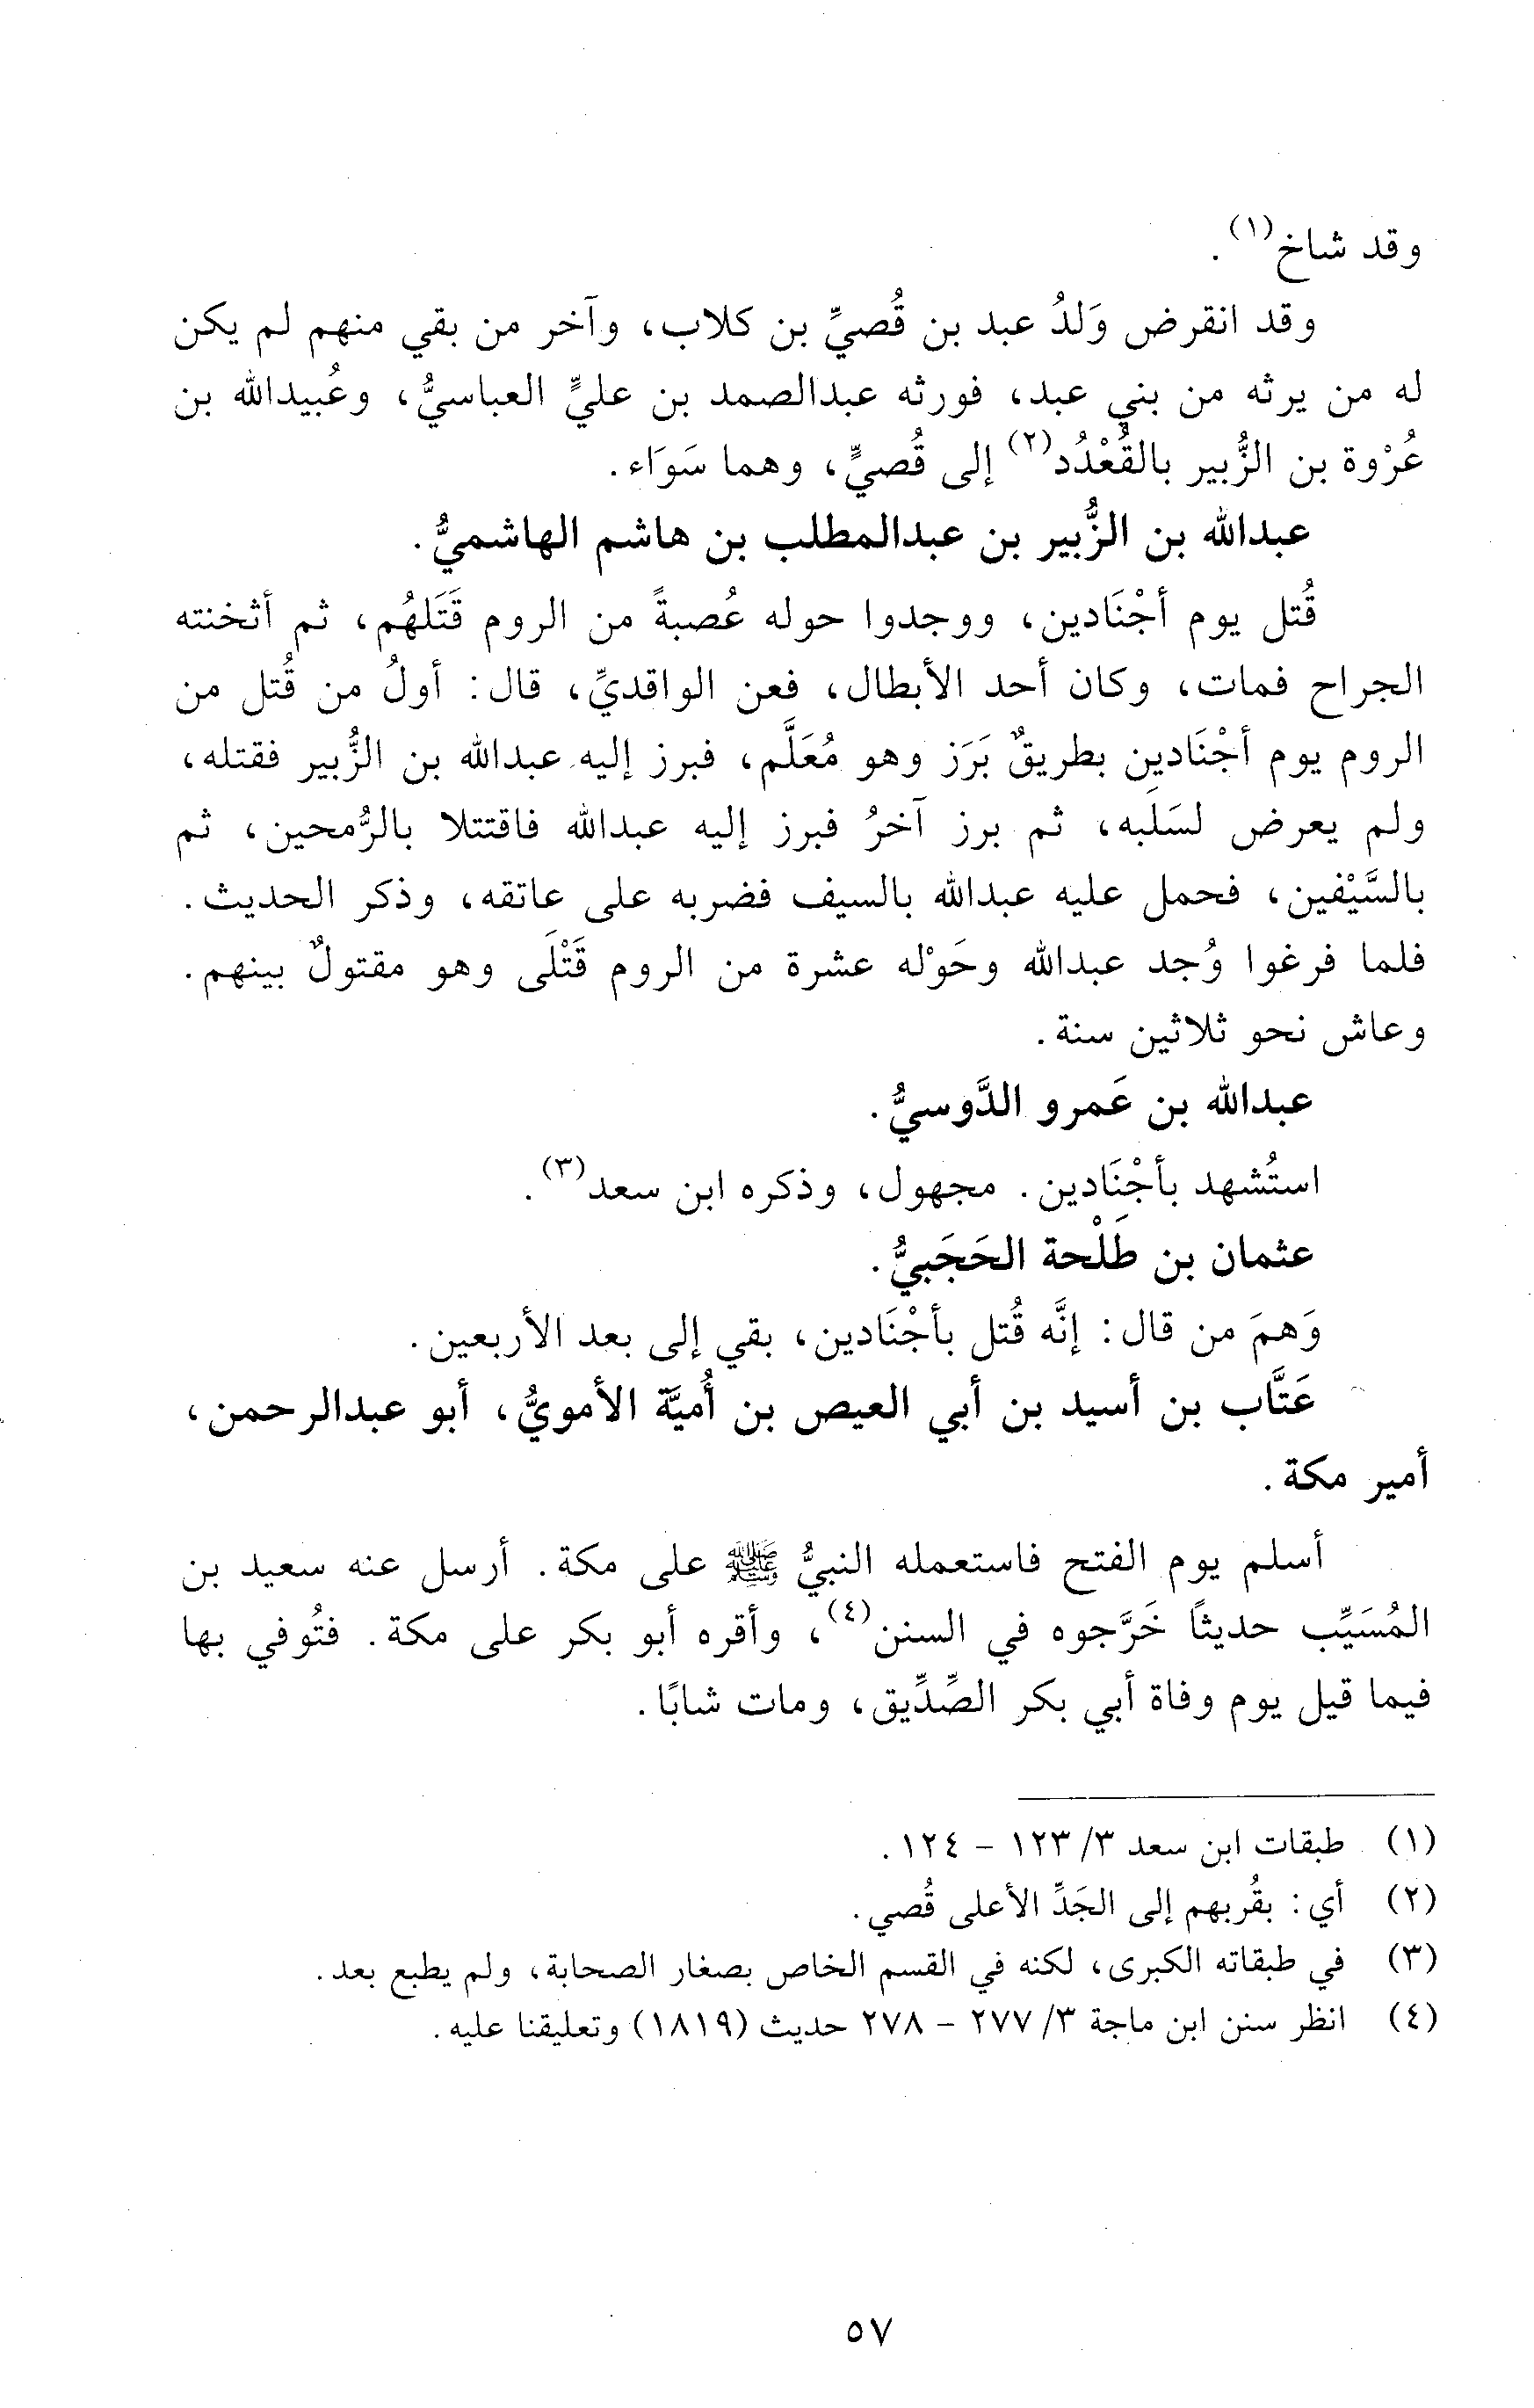 وقد شاخ(١).
وقد انقرض وَلدُ عبد بن قُصيِّ بن كلاب، وآخر من بقي منهم لم يكن
له من يرثه من بني عبد، فورثه عبدالصمد بن عليٍّ العباسيُّ، وعُبيدالله بن
عُرْوة بن الزُّبير بالقُعْدُد(٢) إلى قُصيٍّ، وهما سَوَاء.
عبدالله بن الزُّبير بن عبدالمطلب بن هاشم الهاشميُّ.
قُتل يوم أجْنَادين، ووجدوا حوله عُصبةً من الروم قَتَلهُم، ثم أثخنته
الجراح فمات، وكان أحد الأبطال، فعن الواقديِّ، قال: أولُ من قُتل من
الروم يوم أجْنَادين بطريقٌ بَرَز وهو مُعَلَّم، فبرز إليه عبدالله بن الزُّبير فقتله،
ولم يعرض لسَلَبه، ثم برز آخرُ فبرز إليه عبدالله فاقتتلا بالرُّمحين، ثم
بالسَّيْفين، فحمل عليه عبدالله بالسيف فضربه على عاتقه، وذكر الحديث.
فلما فرغوا وُجد عبدالله وحَوْله عشرة من الروم قَتْلَى وهو مقتولٌ بينهم.
وعاش نحو ثلاثين سنة.
عبدالله بن عَمرو الدَّوسيُّ.
استُشهد بأجْنَادين. مجهول، وذكره ابن سعد(٣).
عثمان بن طَلْحة الحَجَبيُّ.
وَهمَ من قال: إنَّه قُتل بأجْنَادين، بقي إلى بعد الأربعين.
عَتَّاب بن أسيد بن أبي العيص بن أُميَّة الأمويُّ، أبو عبدالرحمن،
أمير مكة.
أسلم يوم الفتح فاستعمله النبيُّ ﷺ على مكة. أرسل عنه سعيد بن
المُسَيِّب حديثًا خَرَّجوه في السنن(٤)، وأقره أبو بكر على مكة. فتُوفي بها
فيما قيل يوم وفاة أبي بكر الصِّدِّيق، ومات شابًا.
(١) طبقات ابن سعد ٣/ ١٢٣ - ١٢٤.
(٢) أي: بقُربهم إلى الجَدِّ الأعلى قُصي.
(٣) في طبقاته الكبرى، لكنه في القسم الخاص بصغار الصحابة، ولم يطبع بعد.
(٤) انظر سنن ابن ماجة ٣/ ٢٧٧ - ٢٧٨ حديث (١٨١٩) وتعليقنا عليه.
٥٧